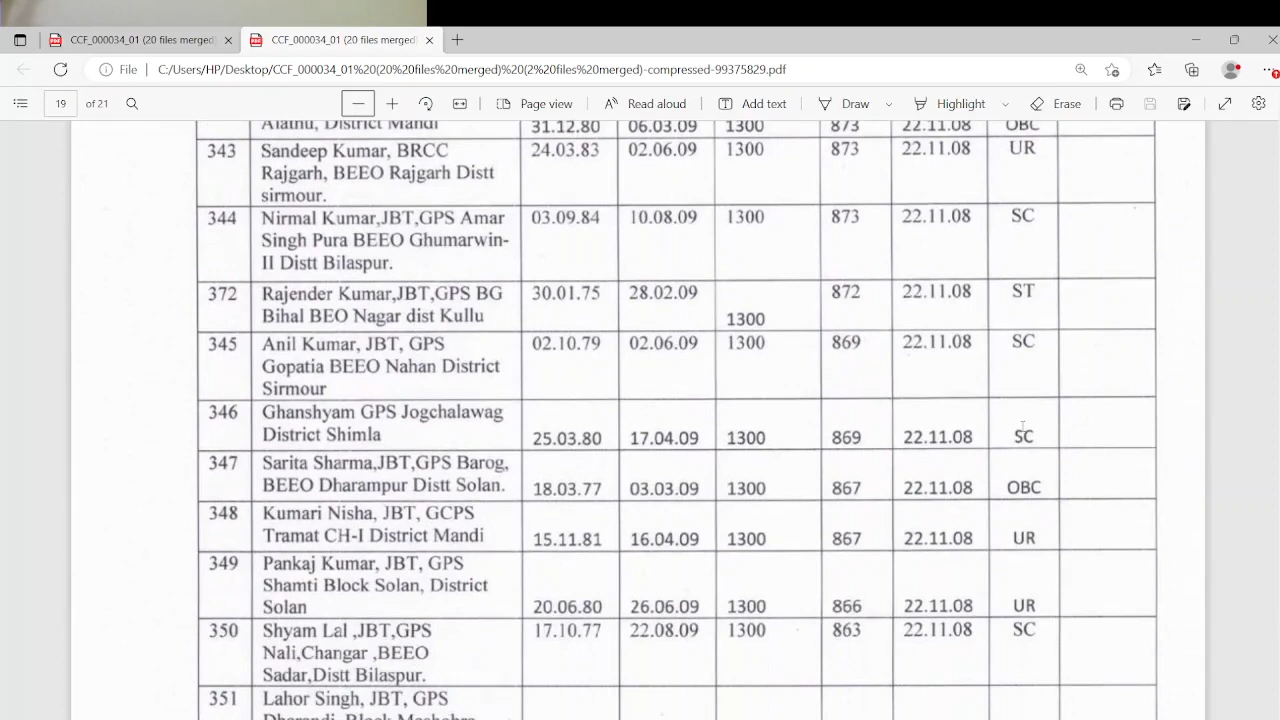 CCF_000034_01 (20 files merged) CCF_000034_01 (20 files merged)
File C:/Users/HP/Desktop/CCF_000034_01%20(20%20files%20merged)%20(2%20files%20merged)-compressed-99375829.pdf
19 of 21 Page view Read aloud Add text Draw Highlight Erase
District Mandi 31.12.80 06.03.09 1300 873 22.11.08 OBC
343 Sandeep Kumar, BRCC 24.03.83 02.06.09 1300 873 22.11.08 UR
Rajgarh, BEEO Rajgarh Distt
sirmour.
344 Nirmal Kumar,JBT,GPS Amar 03.09.84 10.08.09 1300 873 22.11.08 SC
Singh Pura BEEO Ghumarwin-
II Distt Bilaspur.
372 Rajender Kumar,JBT,GPS BG 30.01.75 28.02.09 872 22.11.08 ST
Bihal BEO Nagar dist Kullu 1300
345 Anil Kumar, JBT, GPS 02.10.79 02.06.09 1300 869 22.11.08 SC
Gopatia BEEO Nahan District
Sirmour
346 Ghanshyam GPS Jogchalawag
District Shimla 25.03.80 17.04.09 1300 869 22.11.08 SC
347 Sarita Sharma,JBT,GPS Barog,
BEEO Dharampur Distt Solan. 18.03.77 03.03.09 1300 867 22.11.08 OBC
348 Kumari Nisha, JBT, GCPS
Tramat CH-I District Mandi 15.11.81 16.04.09 1300 867 22.11.08 UR
349 Pankaj Kumar, JBT, GPS
Shamti Block Solan, District
Solan 20.06.80 26.06.09 1300 866 22.11.08 UR
350 Shyam Lal ,JBT,GPS 17.10.77 22.08.09 1300 863 22.11.08 SC
Nali,Changar ,BEEO
Sadar,Distt Bilaspur.
351 Lahor Singh, JBT, GPS